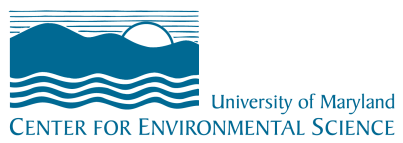 University of Maryland
CENTER FOR ENVIRONMENTAL SCIENCE